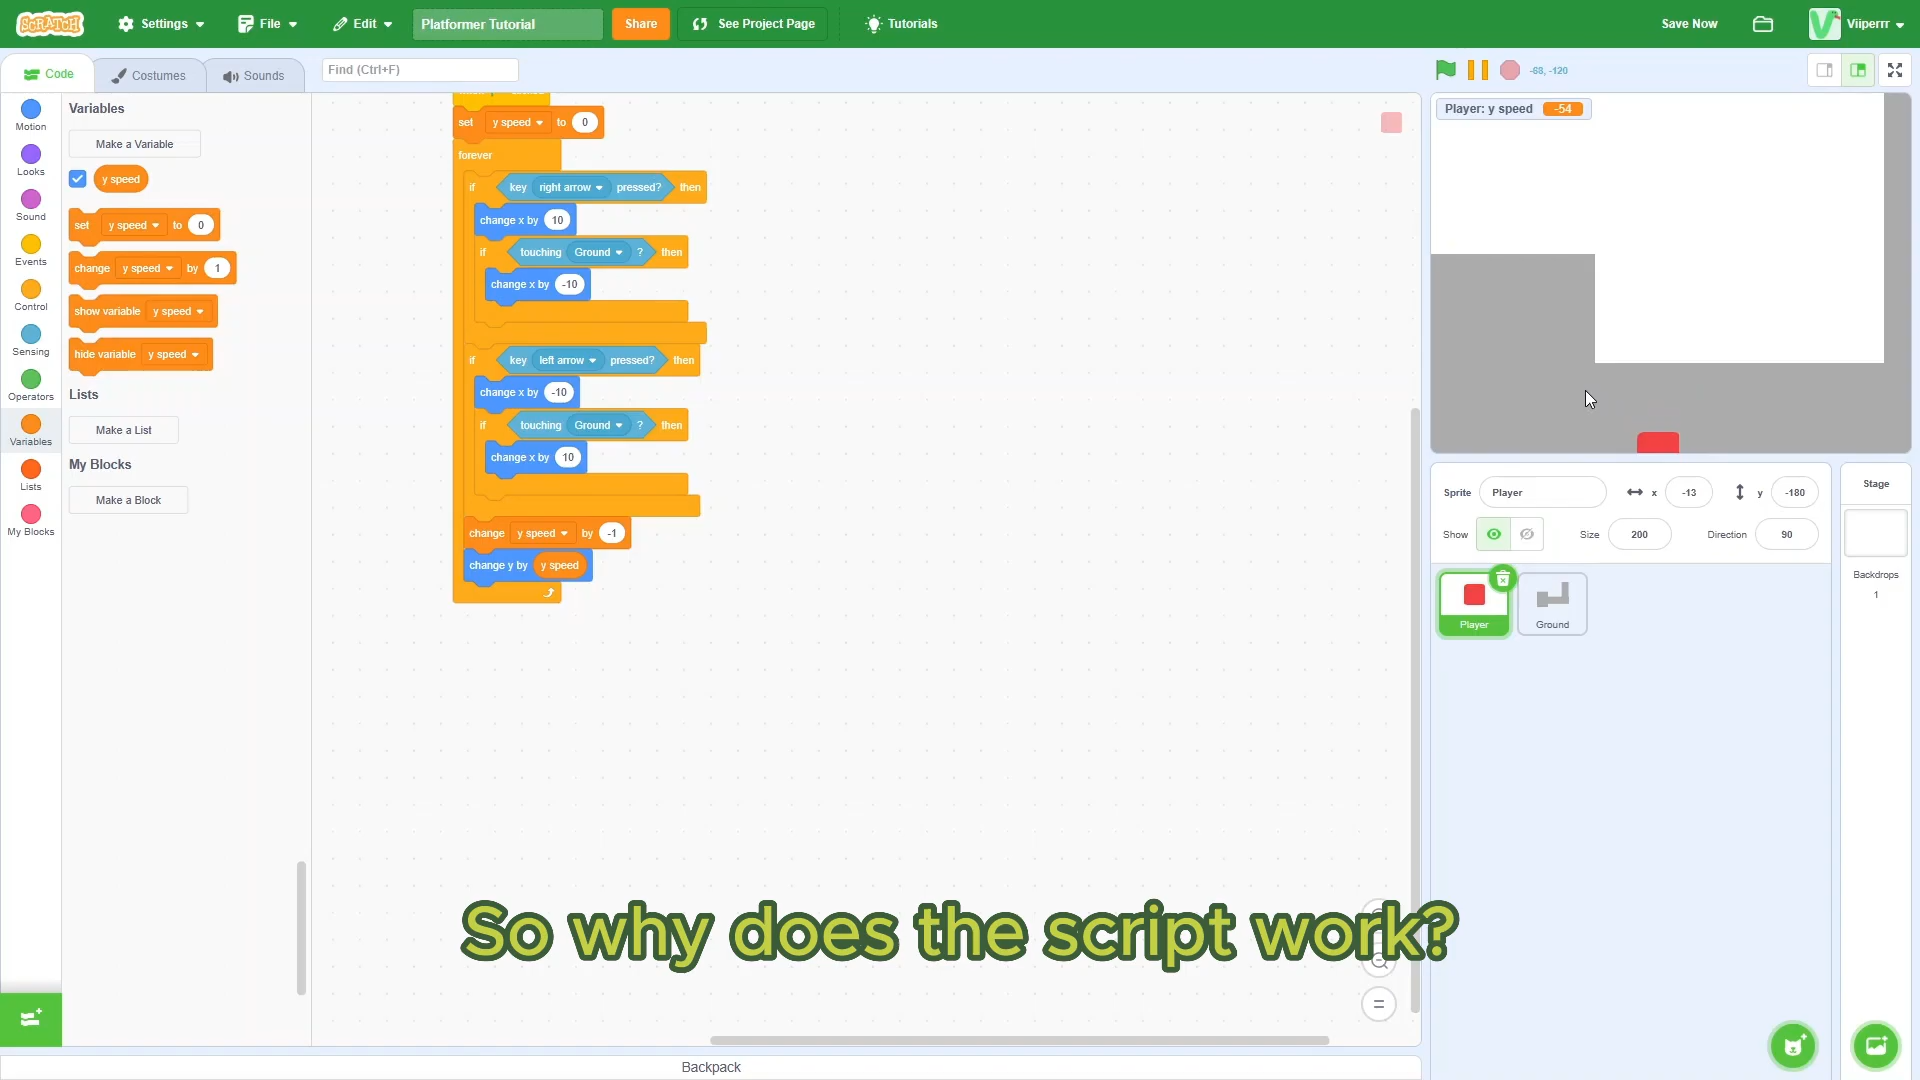 SCRATCH
Settings
File
Edit
Platformer Tutorial
Share
See Project Page
Tutorials
Save Now
Viiperrr
Code
Costumes
Sounds
Find (Ctrl+F)
-68, -120
Motion
Looks
Sound
Events
Control
Sensing
Operators
Variables
Lists
My Blocks
Variables
Make a Variable
y speed
set y speed to 0
change y speed by 1
show variable y speed
hide variable y speed
Lists
Make a List
My Blocks
Make a Block
set y speed to 0
forever
if key right arrow pressed? then
change x by 10
if touching Ground ? then
change x by -10
if key left arrow pressed? then
change x by -10
if touching Ground ? then
change x by 10
change y speed by -1
change y by y speed
So why does the script work?
Player: y speed -54
Sprite Player x -13 y -180
Show Size 200 Direction 90
Player
Ground
Stage
Backdrops
1
Backpack